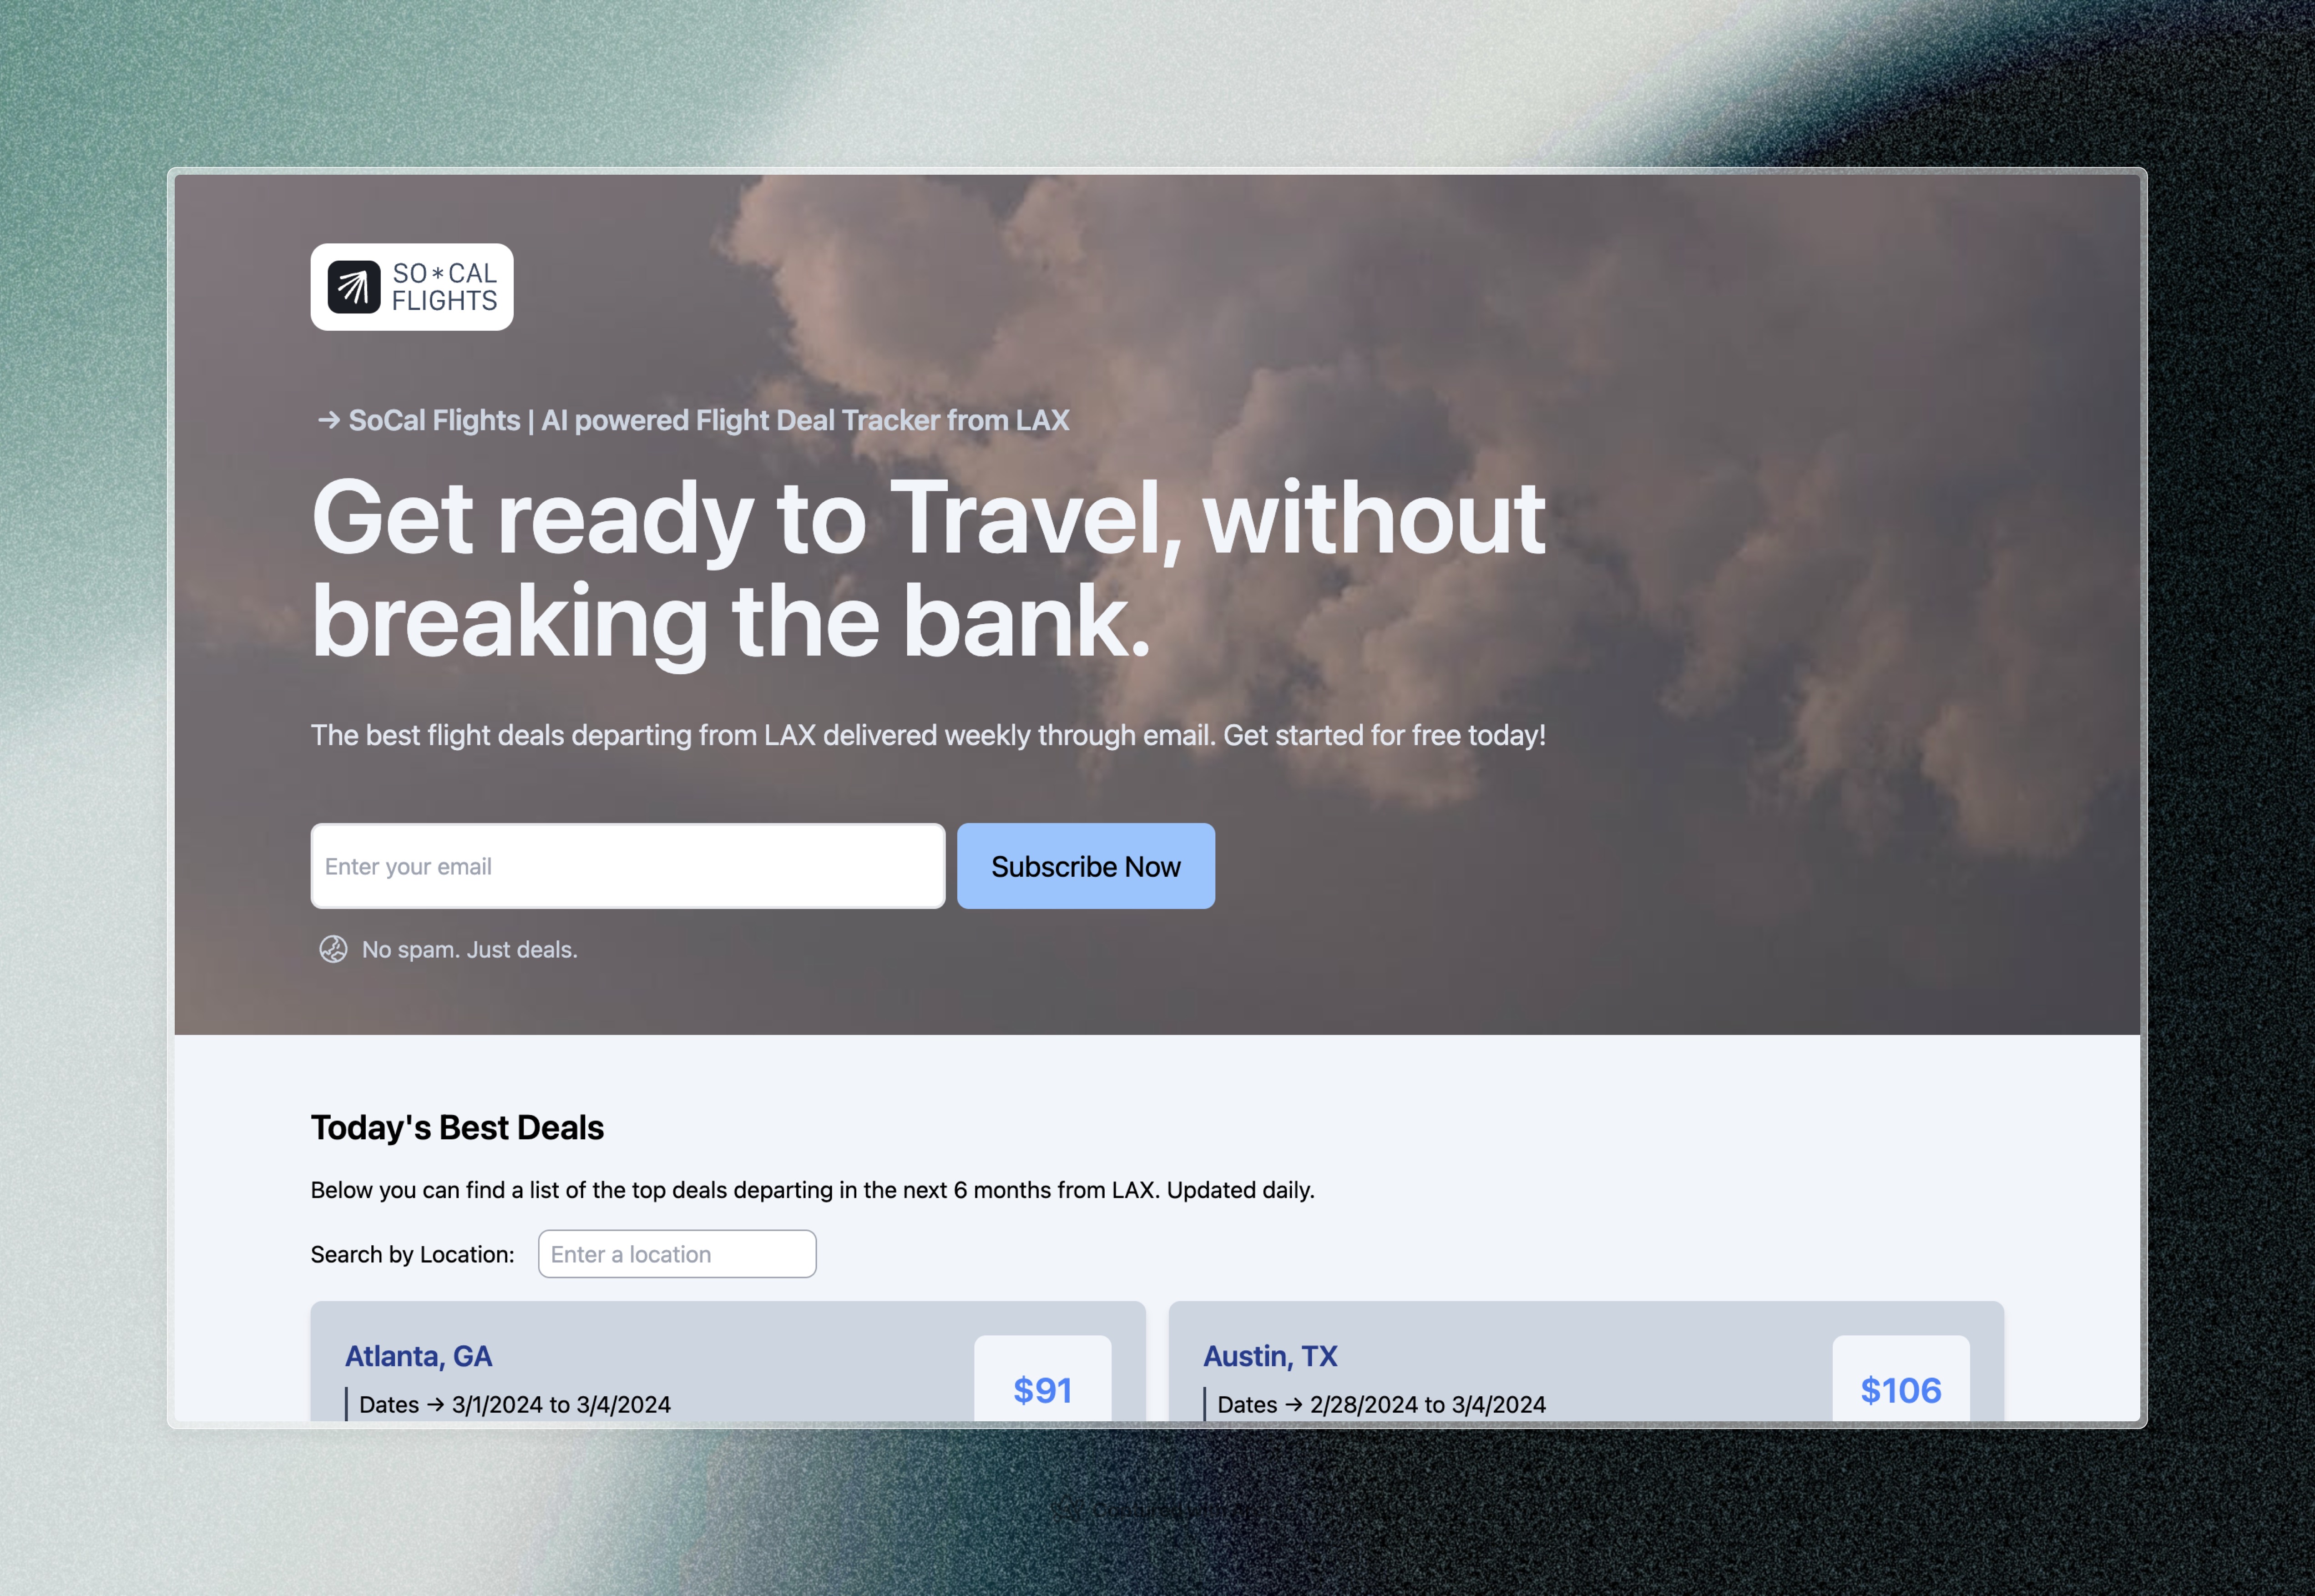 SO*CAL
FLIGHTS
→ SoCal Flights | AI powered Flight Deal Tracker from LAX
Get ready to Travel, without
breaking the bank.
The best flight deals departing from LAX delivered weekly through email. Get started for free today!
Enter your email
Subscribe Now
No spam. Just deals.
Today's Best Deals
Below you can find a list of the top deals departing in the next 6 months from LAX. Updated daily.
Search by Location:
Enter a location
Atlanta, GA
Dates → 3/1/2024 to 3/4/2024
$91
Austin, TX
Dates → 2/28/2024 to 3/4/2024
$106